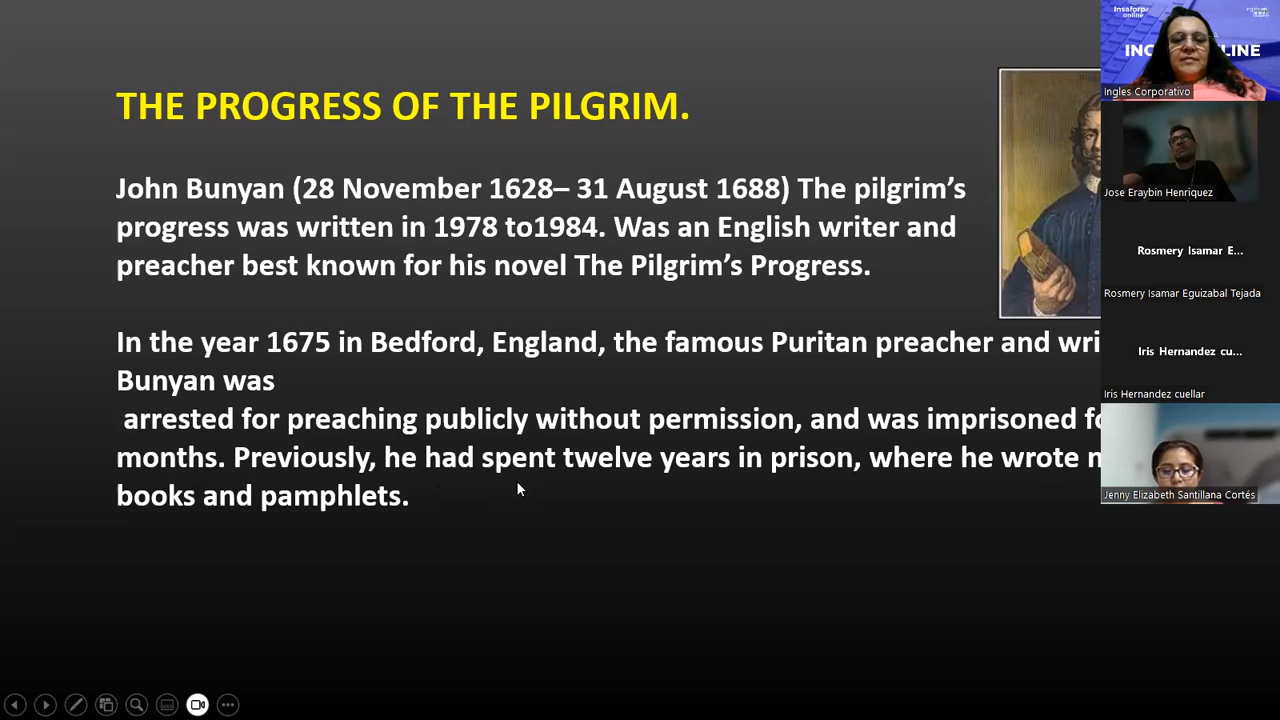 THE PROGRESS OF THE PILGRIM.
John Bunyan (28 November 1628– 31 August 1688) The pilgrim’s
progress was written in 1978 to1984. Was an English writer and
preacher best known for his novel The Pilgrim’s Progress.
In the year 1675 in Bedford, England, the famous Puritan preacher and wri
Bunyan was
arrested for preaching publicly without permission, and was imprisoned fo
months. Previously, he had spent twelve years in prison, where he wrote
books and pamphlets.
Insaforp
online
Ingles Corporativo
Jose Eraybin Henriquez
Rosmery Isamar E...
Rosmery Isamar Eguizabal Tejada
Iris Hernandez cu...
Iris Hernandez cuellar
Jenny Elizabeth Santillana Cortés